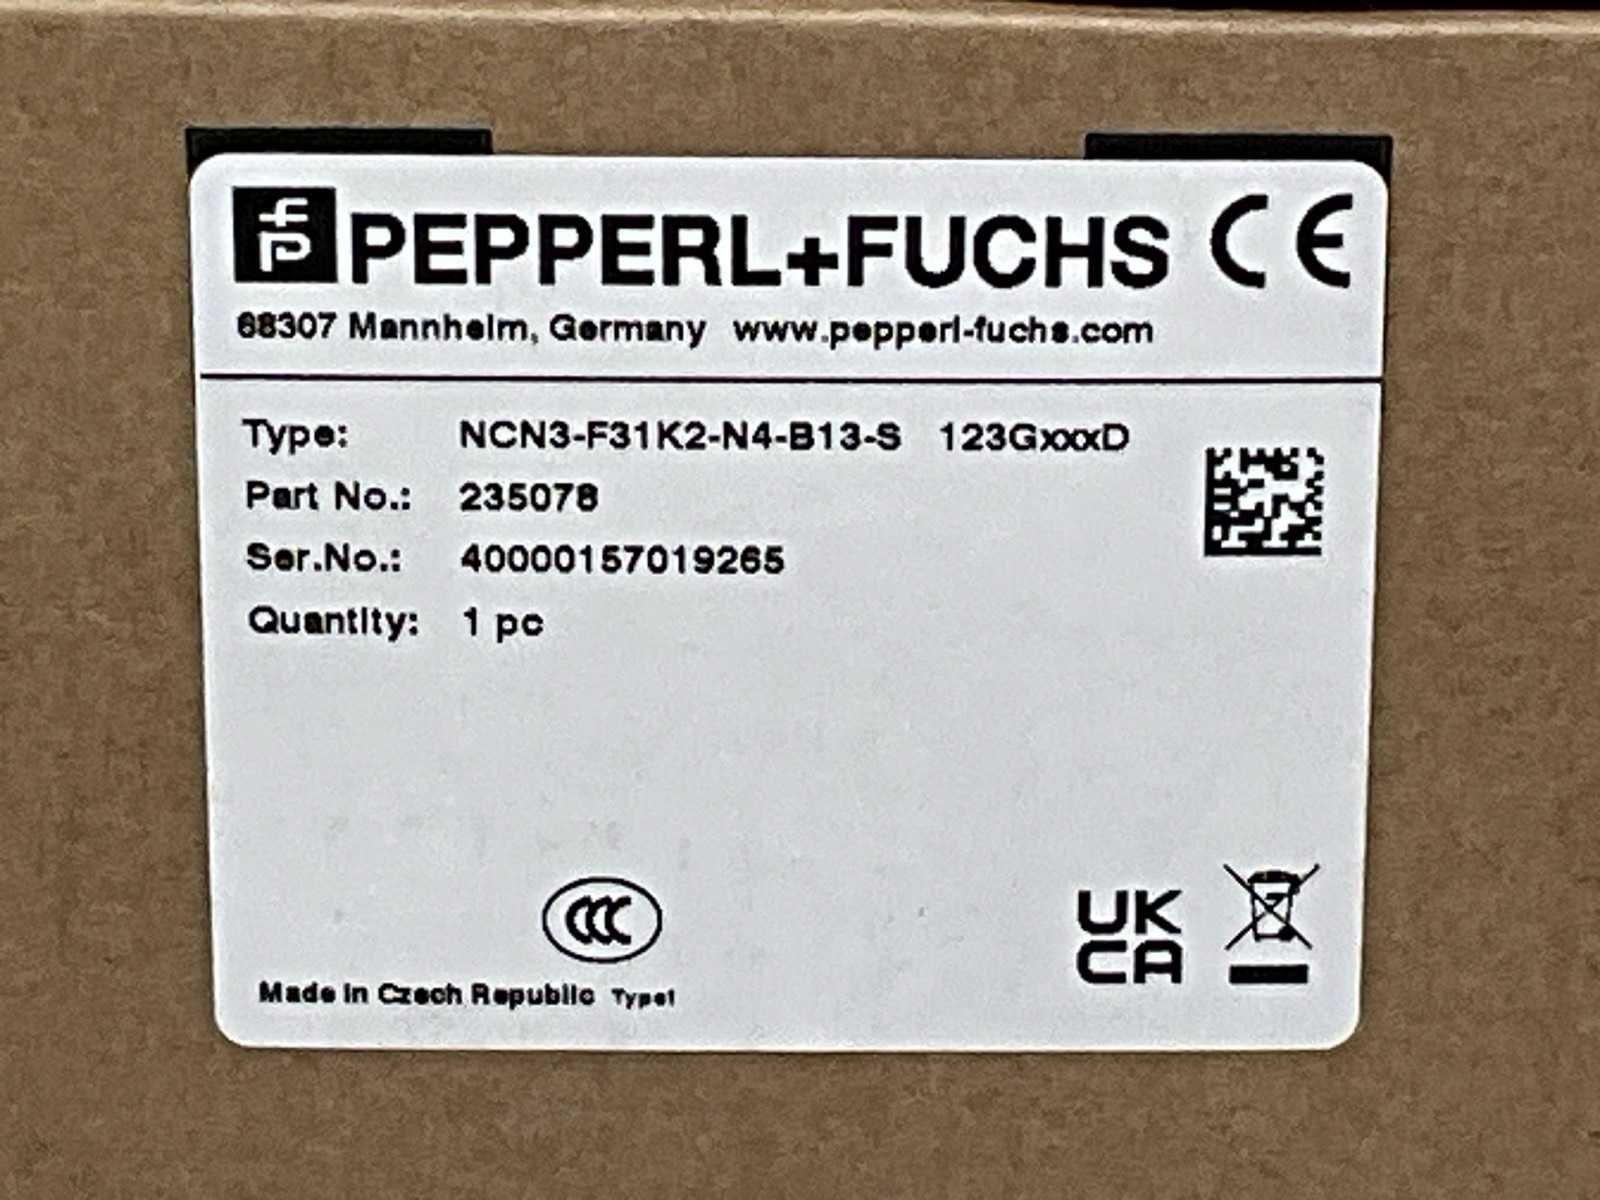 fp PEPPERL+FUCHS CE
68307 Mannheim, Germany www.pepperl-fuchs.com
Type: NCN3-F31K2-N4-B13-S 123GxxxD
Part No.: 235078
Ser.No.: 40000157019265
Quantity: 1 pc
CCC
UK
CA
Made in Czech Republic Type1